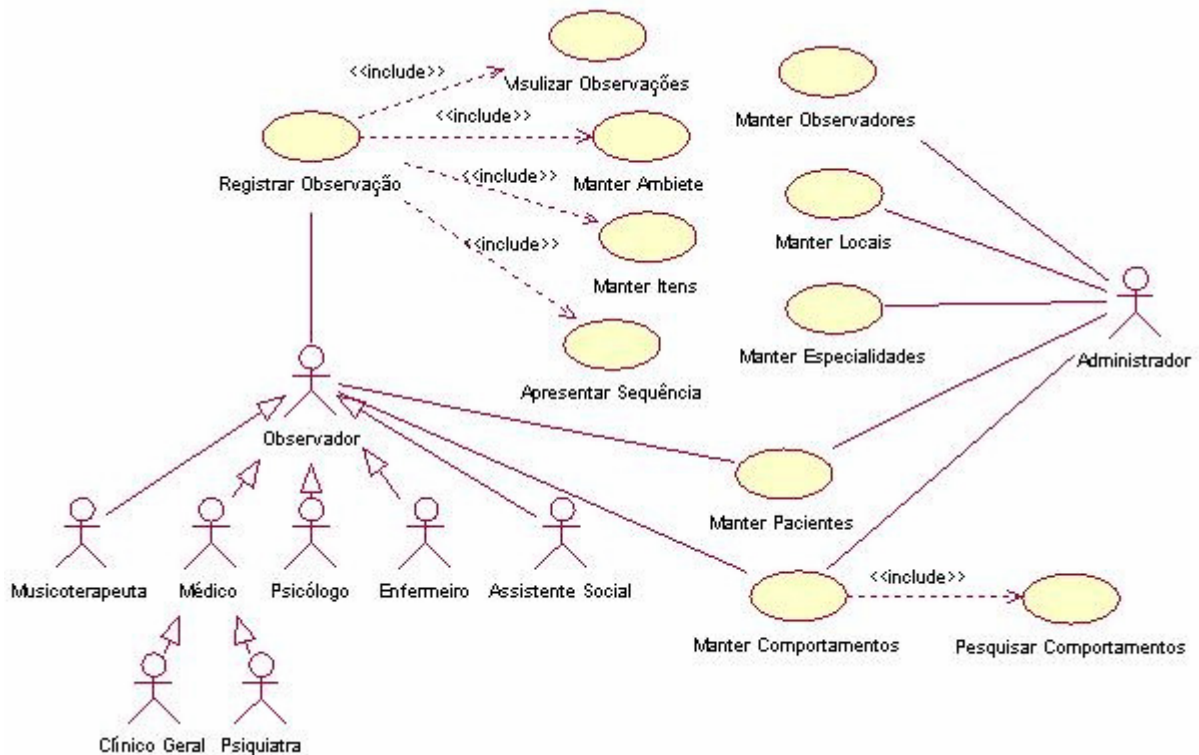 <<include>>
VIsulizar Observações
<<include>>
Manter Observadores
Registrar Observação
Manter Ambiete
<<include>>
Manter Locais
<<include>>
Manter Itens
Manter Especialidades
Administrador
Apresentar Sequência
Observador
Manter Pacientes
Musicoterapeuta
Médico
Psicólogo
Enfermeiro
Assistente Social
<<include>>
Manter Comportamentos
Pesquisar Comportamentos
Clínico Geral
Psiquiatra